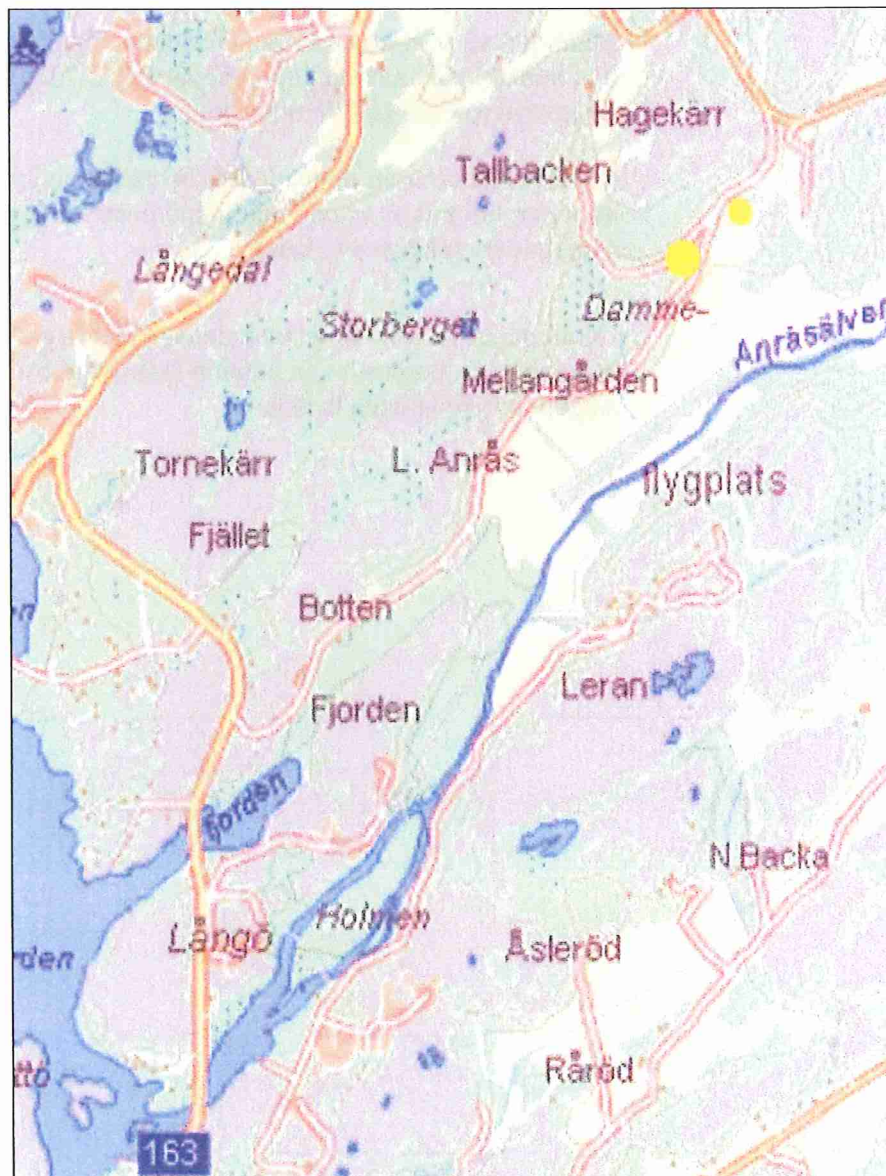 Hagekärr
Tallbacken
Långedal
Damme-
Storberget
Anråsälven
Mellangården
L. Anrås
Tornekärr
flygplats
Fjället
Botten
Leran
Fjorden
fjorden
N Backa
Holmen
Långö
Åsleröd
rden
Råröd
163